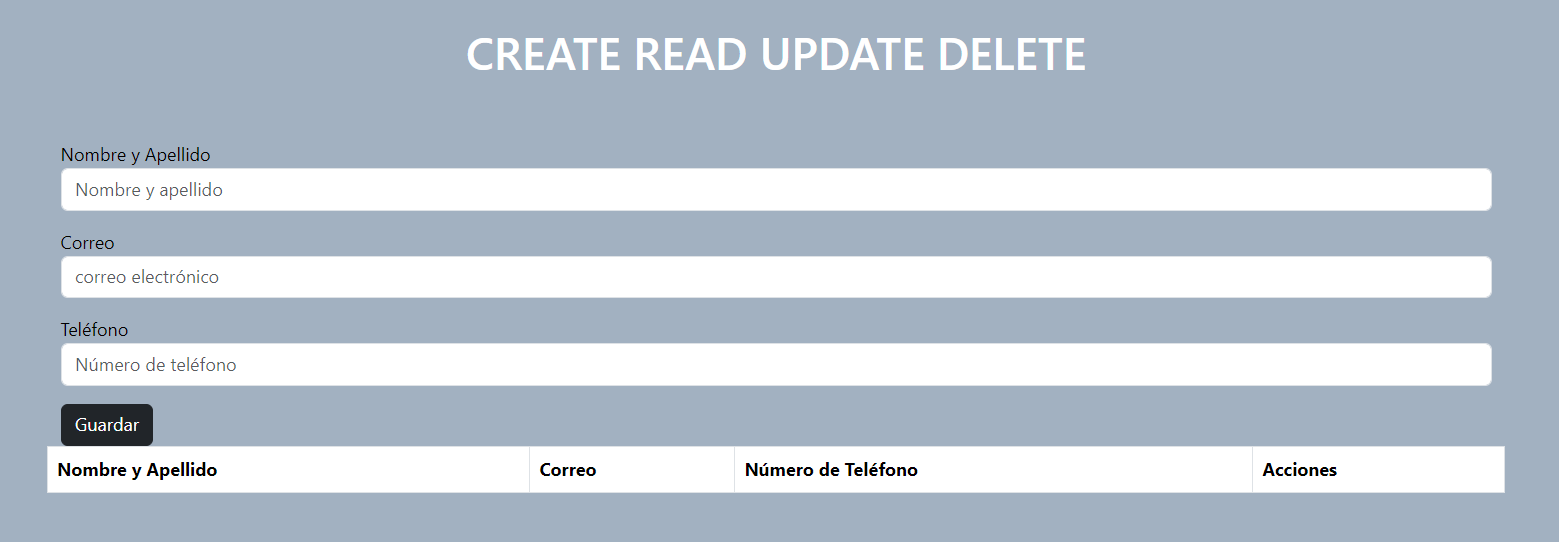 CREATE READ UPDATE DELETE
Nombre y Apellido
Nombre y apellido
Correo
correo electrónico
Teléfono
Número de teléfono
Guardar
Nombre y Apellido Correo Número de Teléfono Acciones